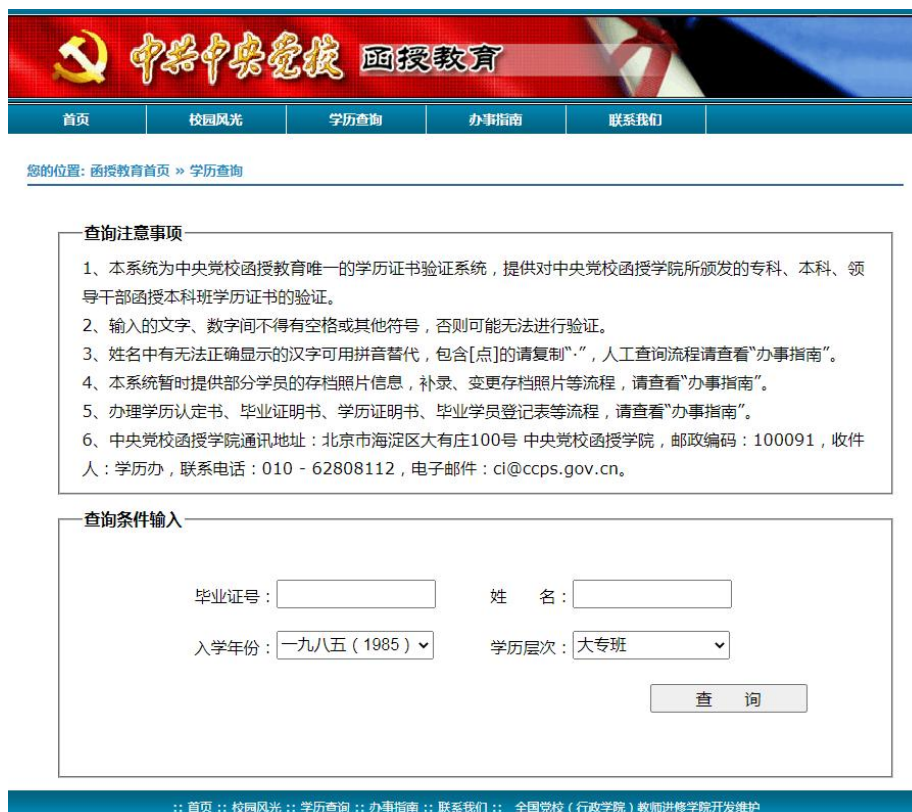 中共中央党校 函授教育
首页 校园风光 学历查询 办事指南 联系我们
您的位置: 函授教育首页 » 学历查询
查询注意事项
1、本系统为中央党校函授教育唯一的学历证书验证系统，提供对中央党校函授学院所颁发的专科、本科、领
导干部函授本科班学历证书的验证。
2、输入的文字、数字间不得有空格或其他符号，否则可能无法进行验证。
3、姓名中有无法正确显示的汉字可用拼音替代，包含[点]的请复制“·”，人工查询流程请查看“办事指南”。
4、本系统暂时提供部分学员的存档照片信息，补录、变更存档照片等流程，请查看“办事指南”。
5、办理学历认定书、毕业证明书、学历证明书、毕业学员登记表等流程，请查看“办事指南”。
6、中央党校函授学院通讯地址：北京市海淀区大有庄100号 中央党校函授学院，邮政编码：100091，收件
人：学历办，联系电话：010 - 62808112，电子邮件：ci@ccps.gov.cn。
查询条件输入
毕业证号： 姓 名：
入学年份： 一九八五（1985） 学历层次： 大专班
查 询
:: 首页 :: 校园风光 :: 学历查询 :: 办事指南 :: 联系我们 :: 全国党校（行政学院）教师进修学院开发维护